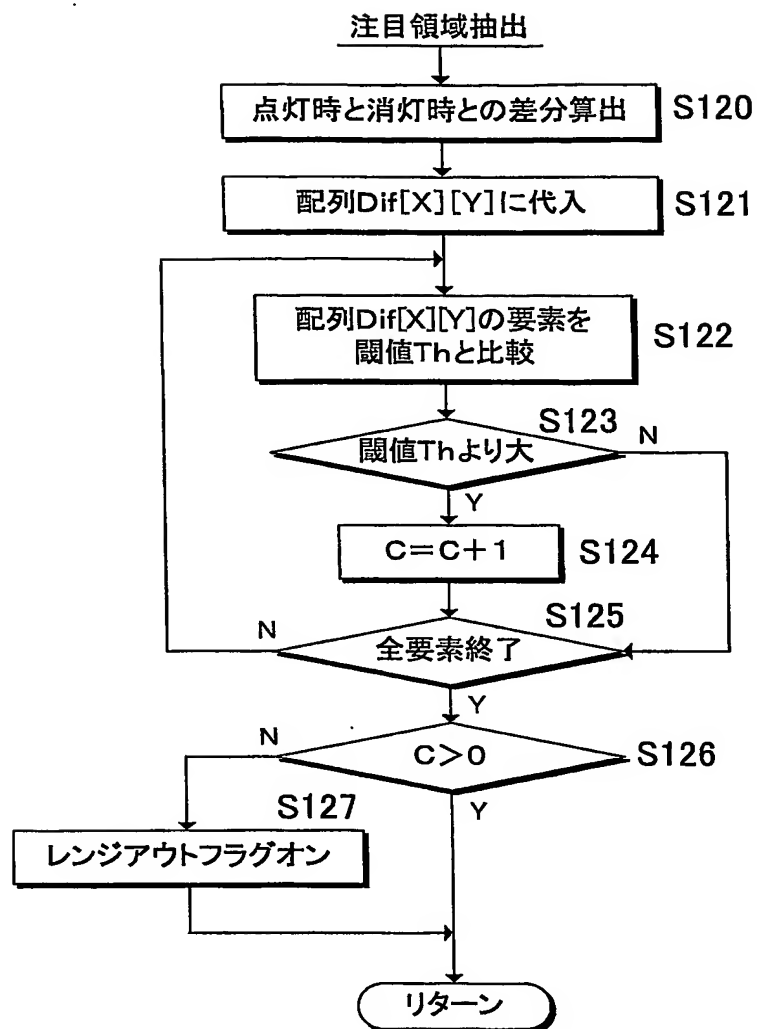 注目領域抽出
点灯時と消灯時との差分算出 S120
配列Dif[X][Y]に代入 S121
配列Dif[X][Y]の要素を
閾値Thと比較
S122
S123
閾値Thより大
N
Y
C=C+1 S124
S125
N
全要素終了
Y
N
C>0
S126
Y
S127
レンジアウトフラグオン
リターン